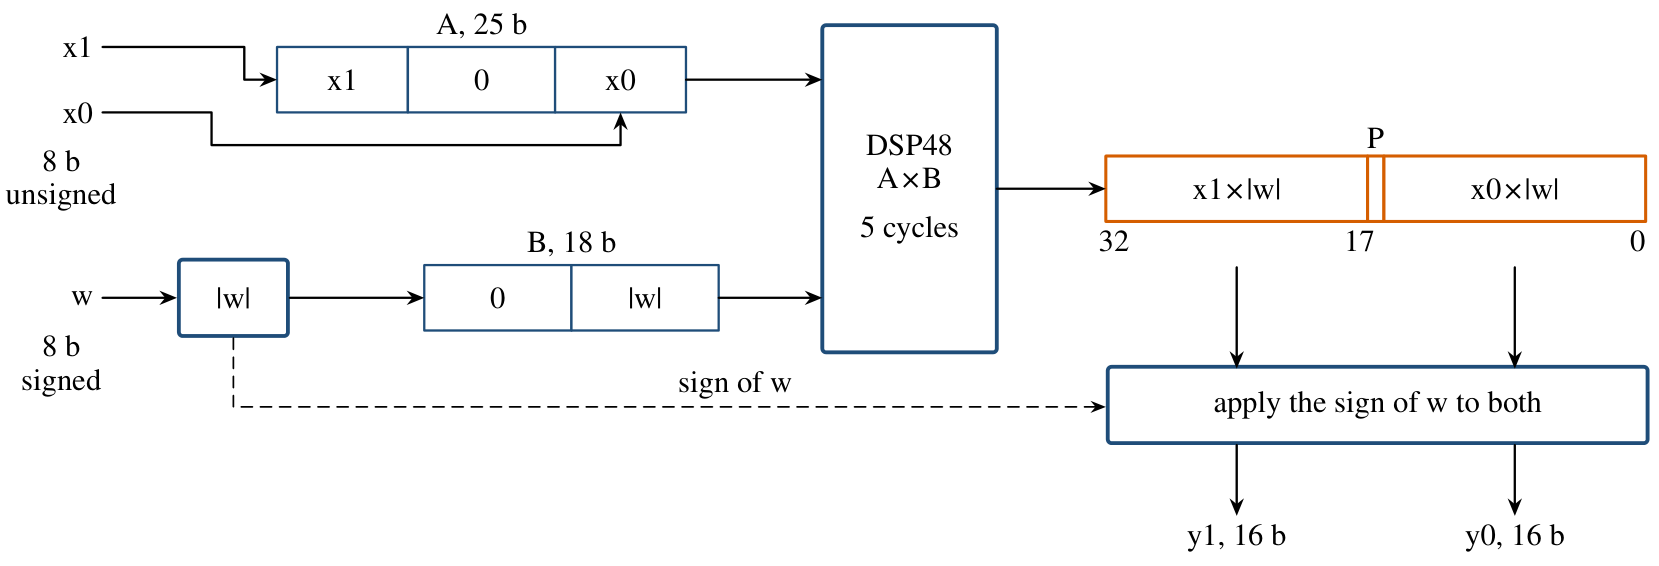 A, 25 b
x1
x1
0
x0
x0
8 b
unsigned
DSP48
A×B
5 cycles
P
x1×|w|
x0×|w|
32
17
0
B, 18 b
w
|w|
0
|w|
8 b
signed
sign of w
apply the sign of w to both
y1, 16 b
y0, 16 b